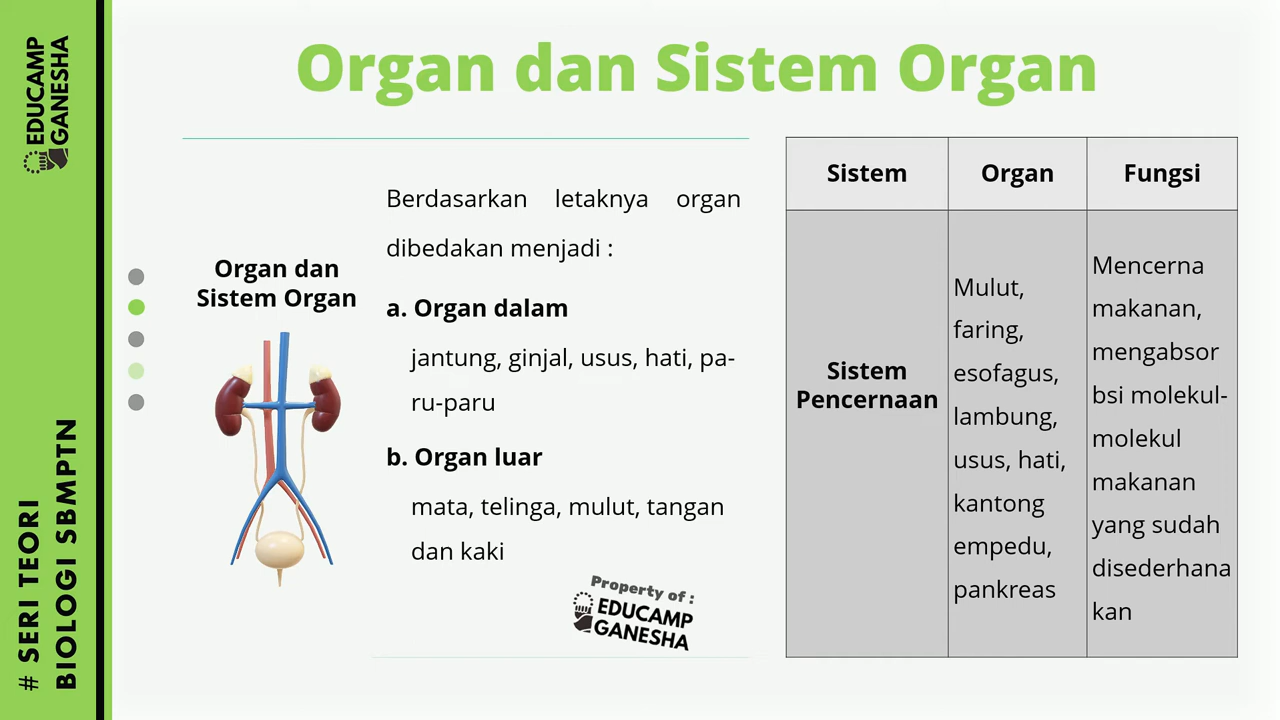 EDUCAMP
GANESHA
# SERI TEORI
BIOLOGI SBMPTN
Organ dan Sistem Organ
Organ dan
Sistem Organ
Berdasarkan letaknya organ
dibedakan menjadi :
a. Organ dalam
jantung, ginjal, usus, hati, pa-
ru-paru
b. Organ luar
mata, telinga, mulut, tangan
dan kaki
Property of :
EDUCAMP
GANESHA
Sistem
Organ
Fungsi
Sistem
Pencernaan
Mulut,
faring,
esofagus,
lambung,
usus, hati,
kantong
empedu,
pankreas
Mencerna
makanan,
mengabsor
bsi molekul-
molekul
makanan
yang sudah
disederhana
kan